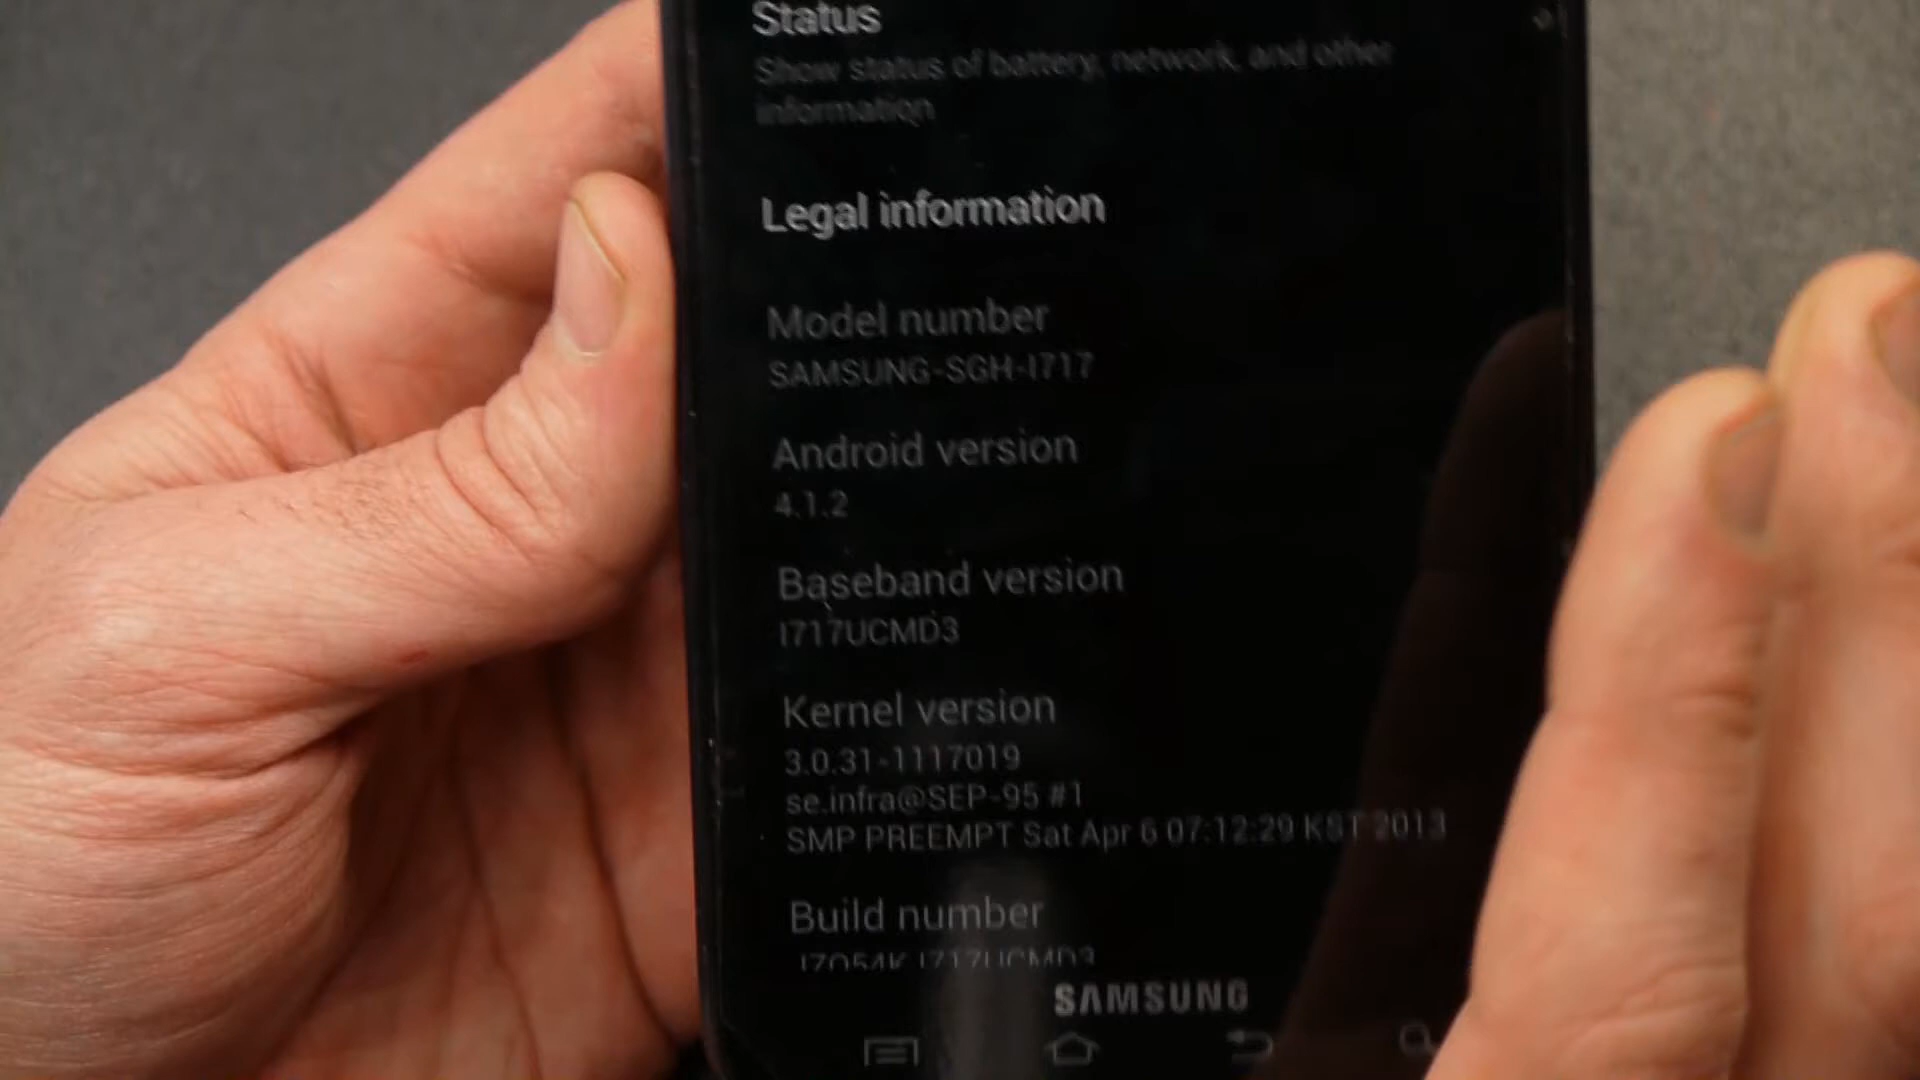 Status
Show status of battery, network, and other
information
Legal information
Model number
SAMSUNG-SGH-I717
Android version
4.1.2
Baseband version
I717UCMD3
Kernel version
3.0.31-1117019
se.infra@SEP-95 #1
SMP PREEMPT Sat Apr 6 07:12:29 KST 2013
Build number
JZO54K.I717UCMD3
SAMSUNG